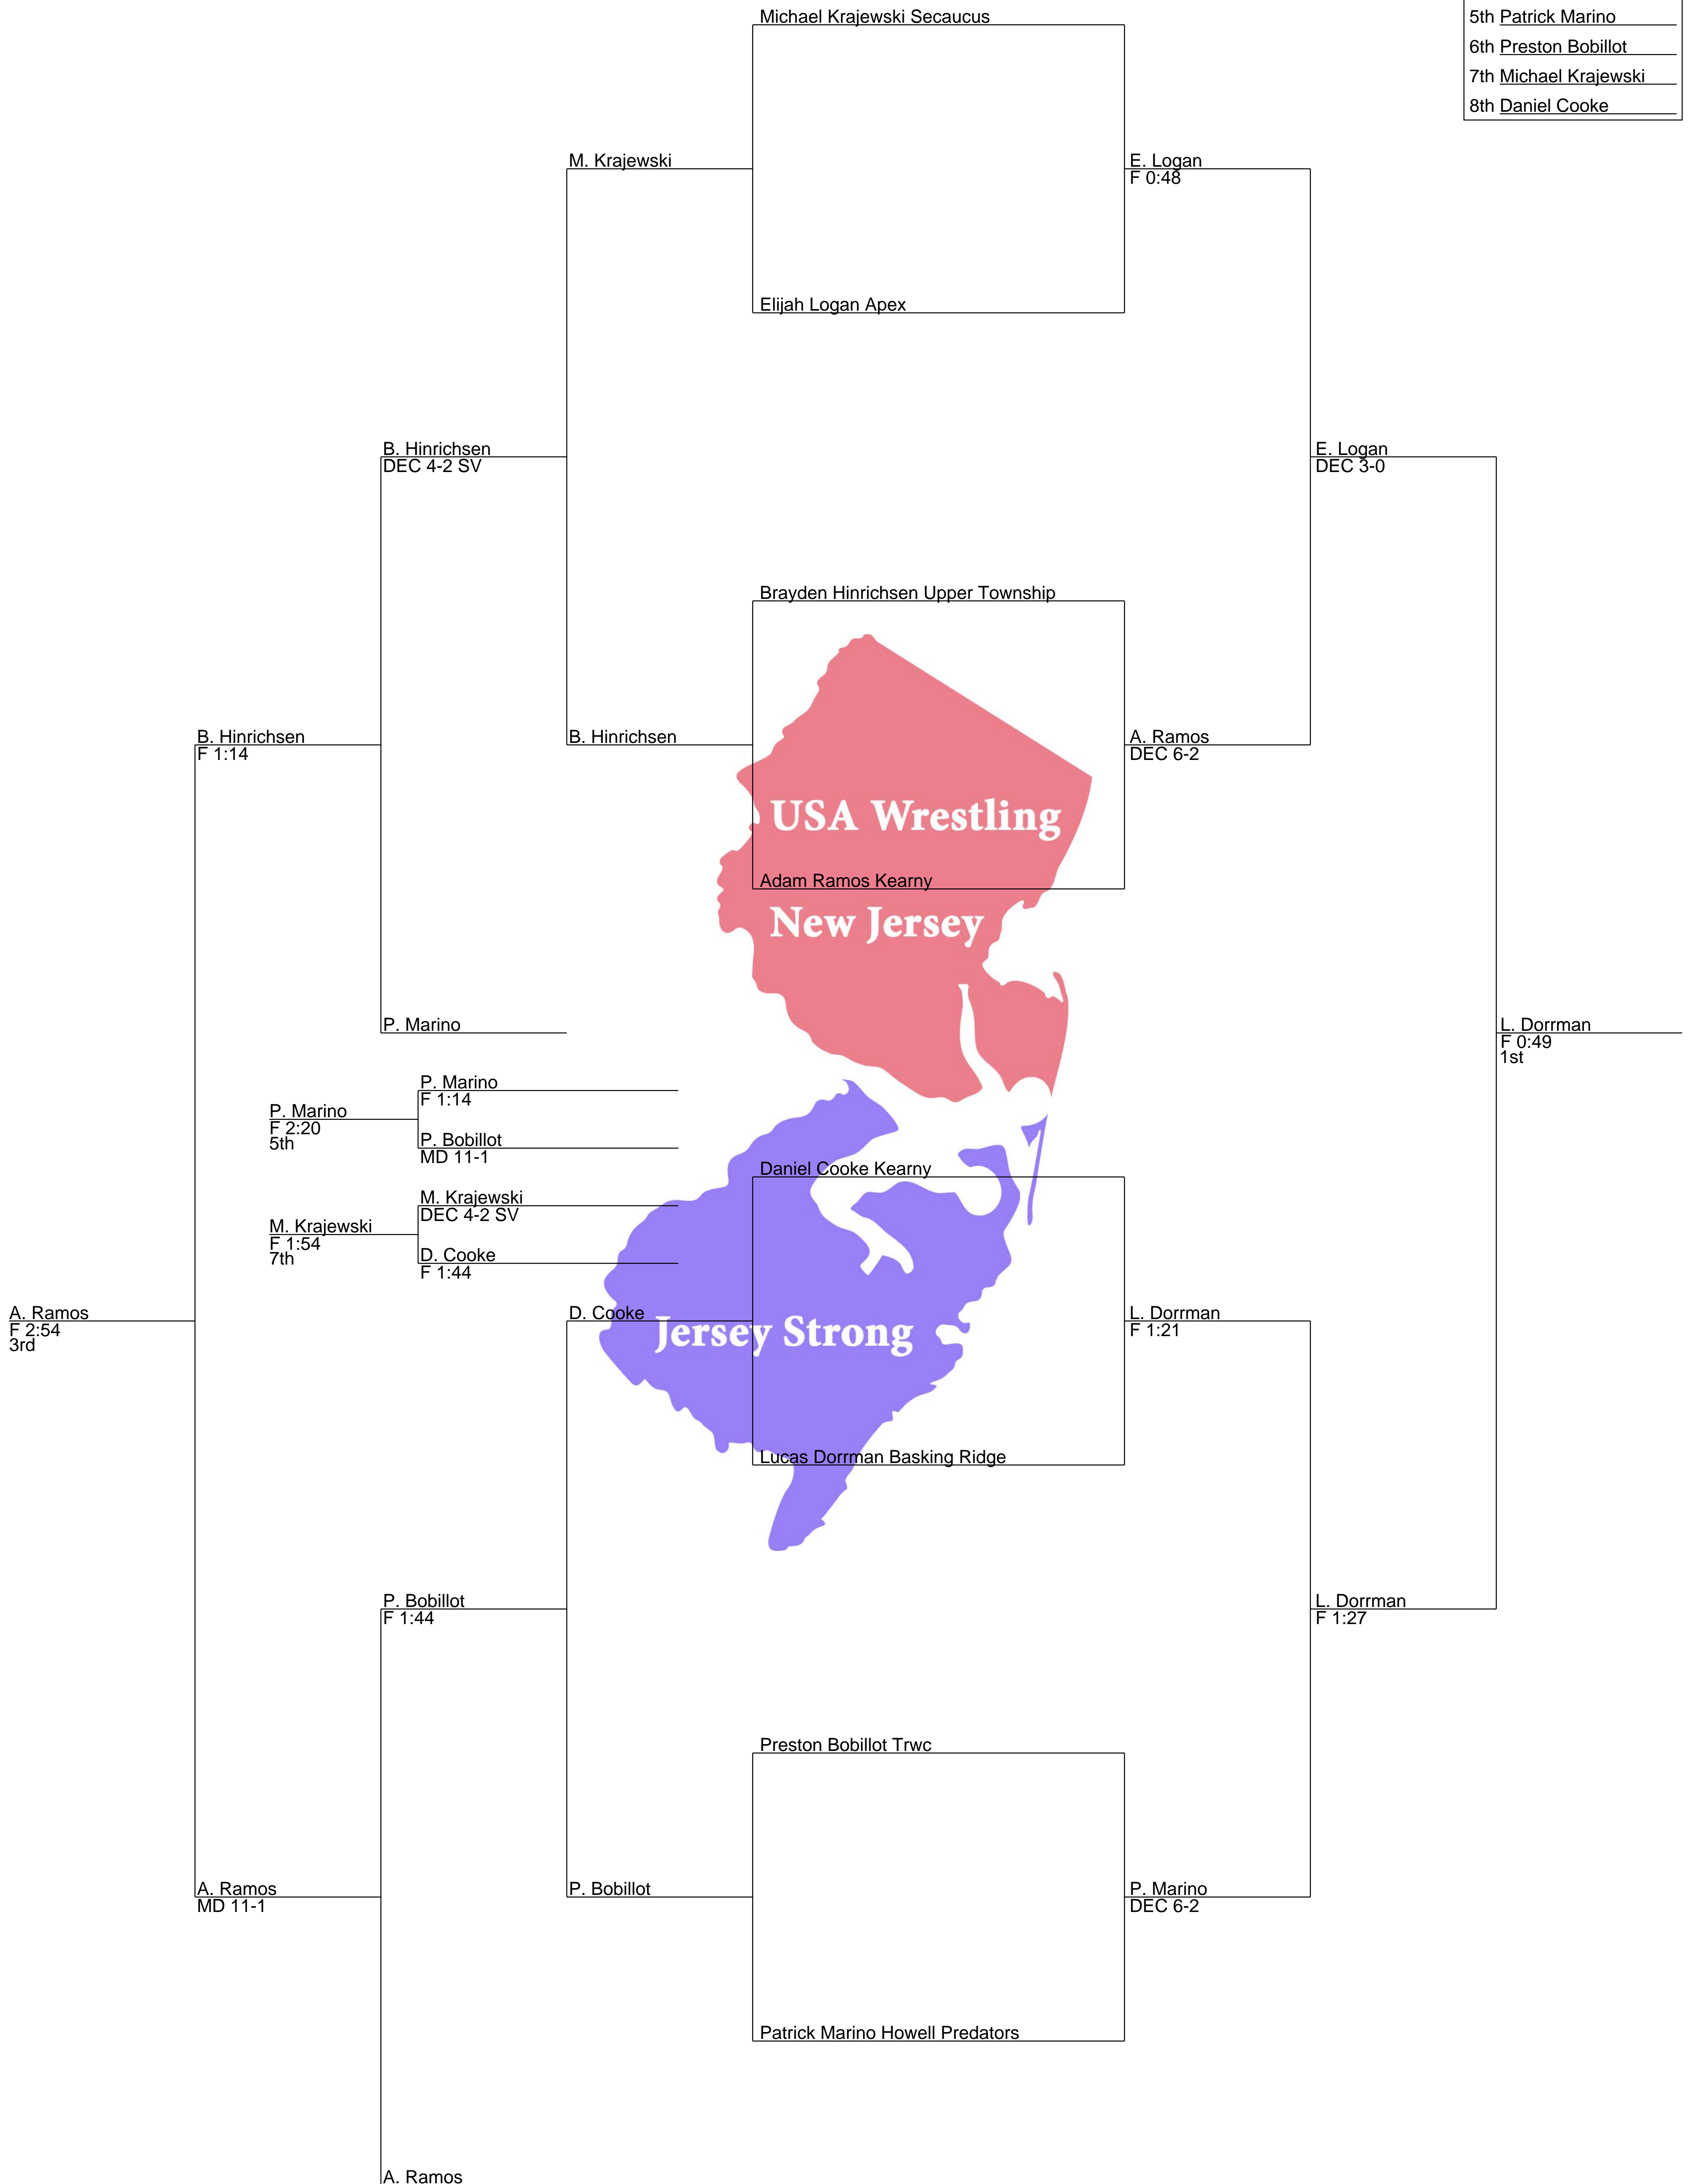 Michael Krajewski Secaucus
5th Patrick Marino
6th Preston Bobillot
7th Michael Krajewski
8th Daniel Cooke
M. Krajewski
E. Logan
F 0:48
Elijah Logan Apex
B. Hinrichsen
DEC 4-2 SV
E. Logan
DEC 3-0
Brayden Hinrichsen Upper Township
B. Hinrichsen
F 1:14
B. Hinrichsen
A. Ramos
DEC 6-2
USA Wrestling
Adam Ramos Kearny
New Jersey
P. Marino
L. Dorrman
F 0:49
1st
P. Marino
F 1:14
P. Marino
F 2:20
5th
P. Bobillot
MD 11-1
Daniel Cooke Kearny
M. Krajewski
DEC 4-2 SV
M. Krajewski
F 1:54
7th
D. Cooke
F 1:44
A. Ramos
F 2:54
3rd
D. Cooke
L. Dorrman
F 1:21
Jersey Strong
Lucas Dorrman Basking Ridge
P. Bobillot
F 1:44
L. Dorrman
F 1:27
Preston Bobillot Trwc
A. Ramos
MD 11-1
P. Bobillot
P. Marino
DEC 6-2
Patrick Marino Howell Predators
A. Ramos